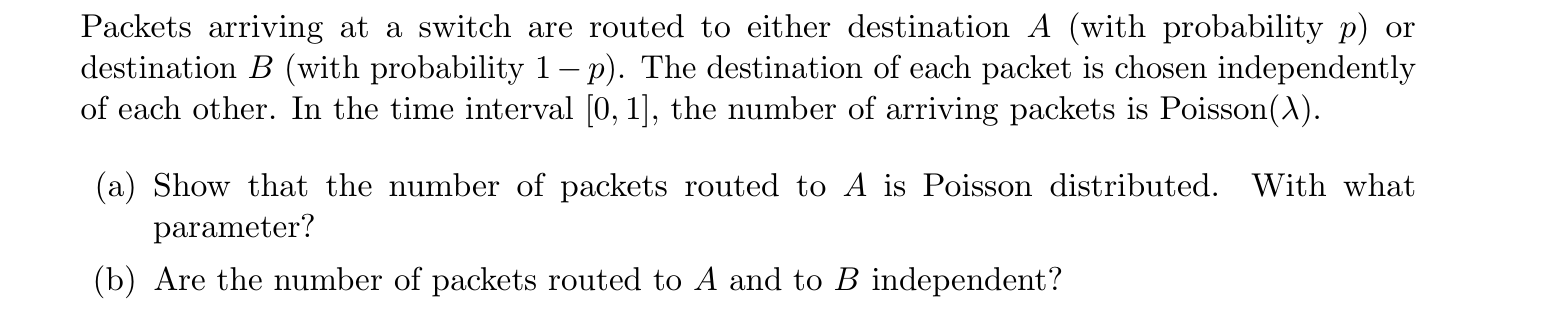 Packets arriving at a switch are routed to either destination A (with probability p) or
destination B (with probability 1 − p). The destination of each packet is chosen independently
of each other. In the time interval [0, 1], the number of arriving packets is Poisson(λ).
(a) Show that the number of packets routed to A is Poisson distributed. With what
parameter?
(b) Are the number of packets routed to A and to B independent?